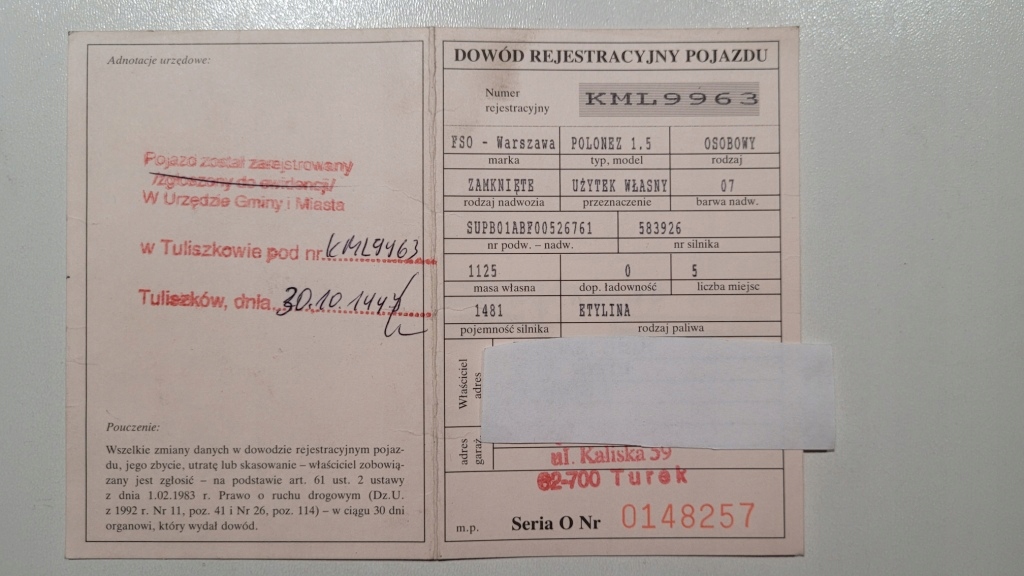 Adnotacje urzędowe:
Pojazd został zarejstrowany
/zgłoszony do ewidencji/
W Urzędzie Gminy i Miasta
w Tuliszkowie pod nr. KML9963
Tuliszków, dnia 30.10.1997
Pouczenie:
Wszelkie zmiany danych w dowodzie rejestracyjnym pojaz-
du, jego zbycie, utratę lub skasowanie – właściciel zobowią-
zany jest zgłosić – na podstawie art. 61 ust. 2 ustawy
z dnia 1.02.1983 r. Prawo o ruchu drogowym (Dz.U.
z 1992 r. Nr 11, poz. 41 i Nr 26, poz. 114) – w ciągu 30 dni
organowi, który wydał dowód.
DOWÓD REJESTRACYJNY POJAZDU
Numer
rejestracyjny
KML9963
FSO - Warszawa POLONEZ 1.5 OSOBOWY
marka typ, model rodzaj
ZAMKNIĘTE UŻYTEK WŁASNY 07
rodzaj nadwozia przeznaczenie barwa nadw.
SUPB01ABF00526761 583926
nr podw. – nadw. nr silnika
1125 0 5
masa własna dop. ładowność liczba miejsc
1481 ETYLINA
pojemność silnika rodzaj paliwa
Właściciel
adres
adres
garaż.
ul. Kaliska 59
62-700 Turek
m.p. Seria O Nr 0148257